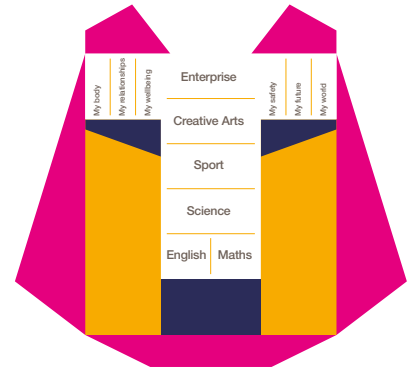 My body
My relationships
My wellbeing
Enterprise
My safety
My future
My world
Creative Arts
Sport
Science
English
Maths